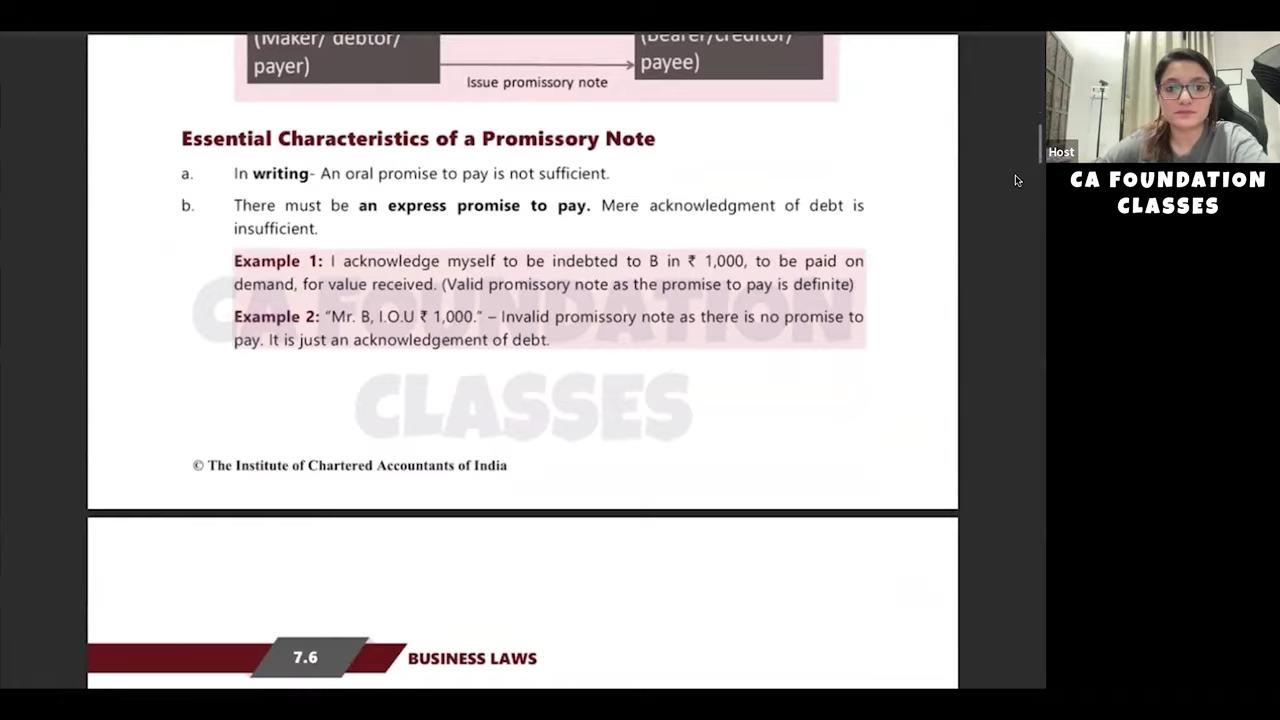 (Maker/ debtor/
payer)
(Bearer/creditor/
payee)
Issue promissory note
Essential Characteristics of a Promissory Note
a. In writing- An oral promise to pay is not sufficient.
b. There must be an express promise to pay. Mere acknowledgment of debt is
insufficient.
Example 1: I acknowledge myself to be indebted to B in ₹ 1,000, to be paid on
demand, for value received. (Valid promissory note as the promise to pay is definite)
Example 2: “Mr. B, I.O.U ₹ 1,000.” – Invalid promissory note as there is no promise to
pay. It is just an acknowledgement of debt.
CA FOUNDATION
CLASSES
© The Institute of Chartered Accountants of India
7.6 BUSINESS LAWS
Host
CA FOUNDATION
CLASSES